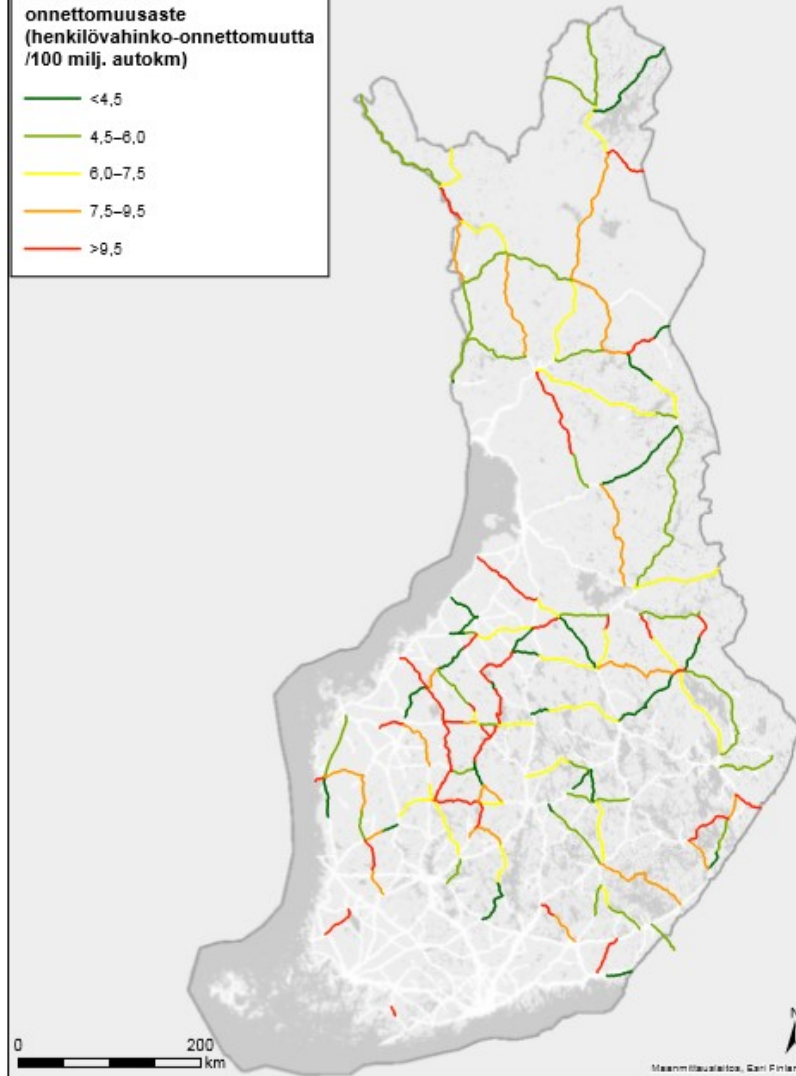 onnettomuusaste
(henkilövahinko-onnettomuutta
/100 milj. autokm)
<4,5
4,5–6,0
6,0–7,5
7,5–9,5
>9,5
0 200
km
N
Maanmittauslaitos, Esri Finlan